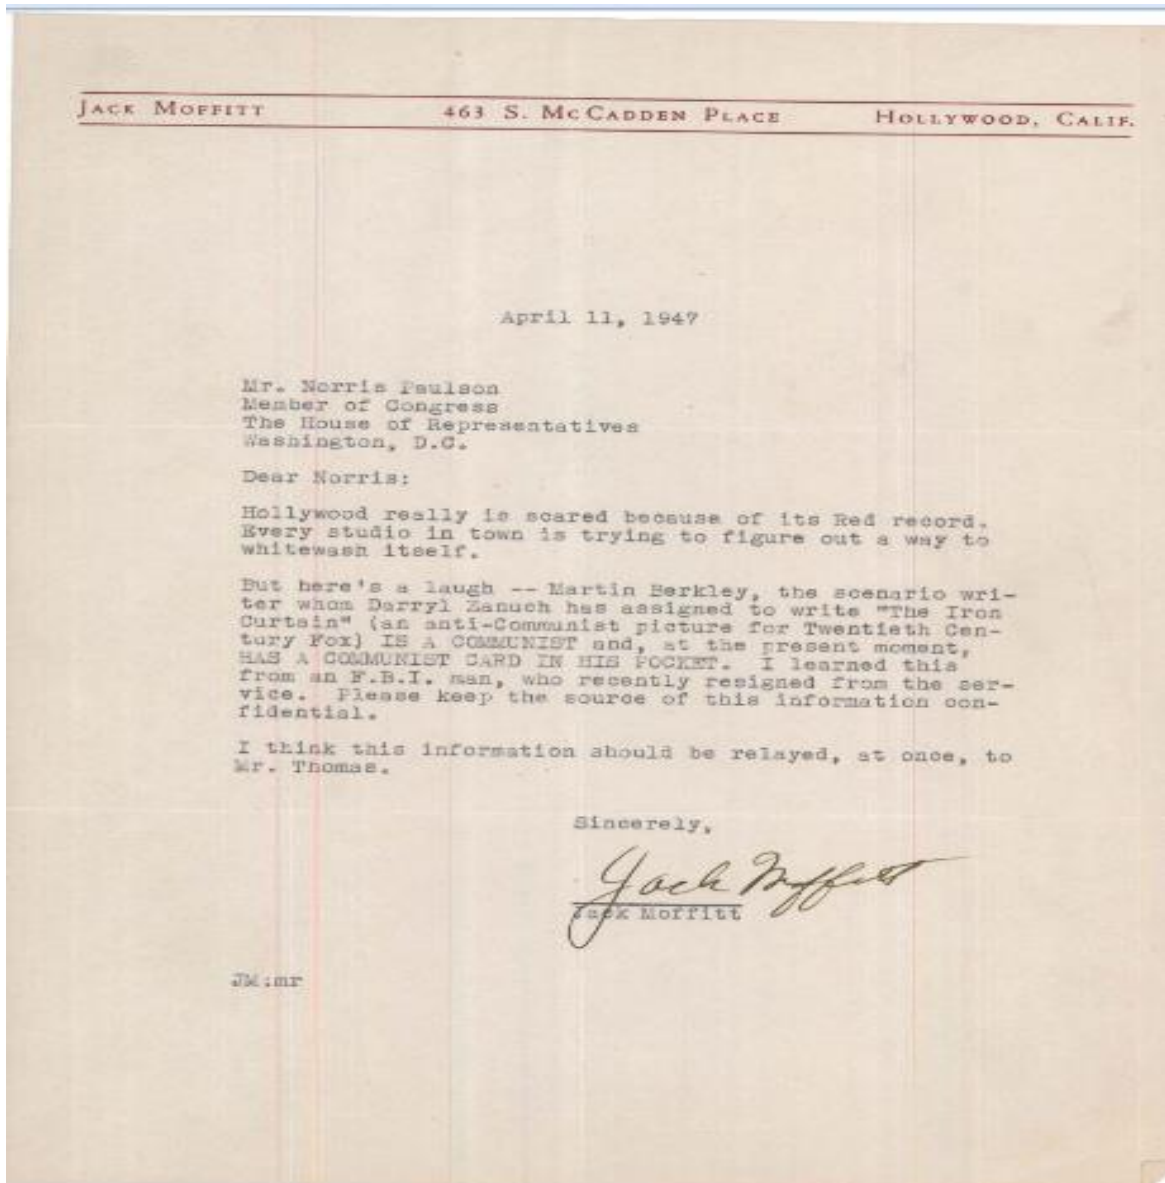 JACK MOFFITT 463 S. MCCADDEN PLACE HOLLYWOOD, CALIF.
April 11, 1947
Mr. Norris Paulson
Member of Congress
The House of Representatives
Washington, D.C.
Dear Norris:
Hollywood really is scared because of its Red record.
Every studio in town is trying to figure out a way to
whitewash itself.
But here's a laugh -- Martin Berkley, the scenario wri-
ter whom Darryl Zanuch has assigned to write "The Iron
Curtain" (an anti-Communist picture for Twentieth Cen-
tury Fox) IS A COMMUNIST and, at the present moment,
HAS A COMMUNIST CARD IN HIS POCKET. I learned this
from an F.B.I. man, who recently resigned from the ser-
vice. Please keep the source of this information con-
fidential.
I think this information should be relayed, at once, to
Mr. Thomas.
Sincerely,
Jack Moffitt
Jack Moffitt
JM:mr